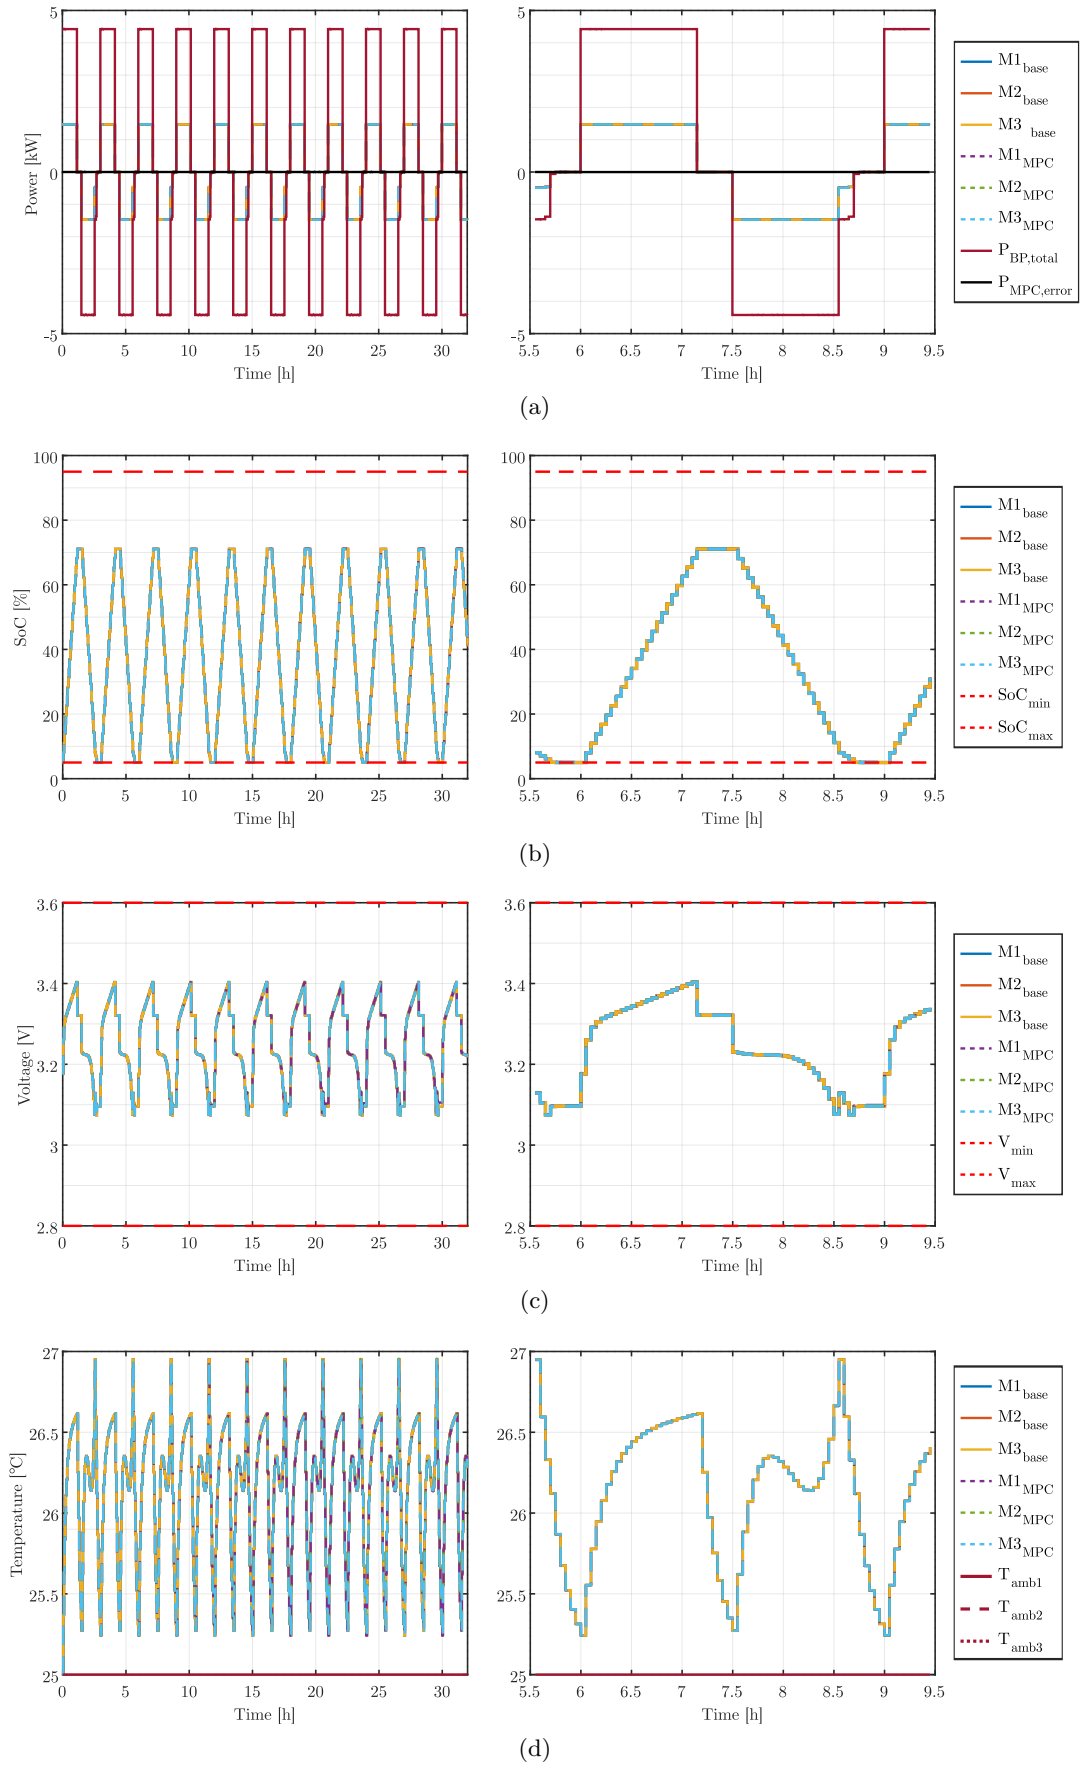 5
0
-5
Power [kW]
0 5 10 15 20 25 30
Time [h]
5
0
-5
5.5 6 6.5 7 7.5 8 8.5 9 9.5
Time [h]
M1base
M2base
M3 base
M1MPC
M2MPC
M3MPC
PBP,total
PMPC,error
(a)
100
80
60
40
20
0
SoC [%]
0 5 10 15 20 25 30
Time [h]
100
80
60
40
20
0
5.5 6 6.5 7 7.5 8 8.5 9 9.5
Time [h]
M1base
M2base
M3base
M1MPC
M2MPC
M3MPC
SoCmin
SoCmax
(b)
3.6
3.4
3.2
3
2.8
Voltage [V]
0 5 10 15 20 25 30
Time [h]
3.6
3.4
3.2
3
2.8
5.5 6 6.5 7 7.5 8 8.5 9 9.5
Time [h]
M1base
M2base
M3base
M1MPC
M2MPC
M3MPC
Vmin
Vmax
(c)
27
26.5
26
25.5
25
Temperature [°C]
0 5 10 15 20 25 30
Time [h]
27
26.5
26
25.5
25
5.5 6 6.5 7 7.5 8 8.5 9 9.5
Time [h]
M1base
M2base
M3base
M1MPC
M2MPC
M3MPC
Tamb1
Tamb2
Tamb3
(d)